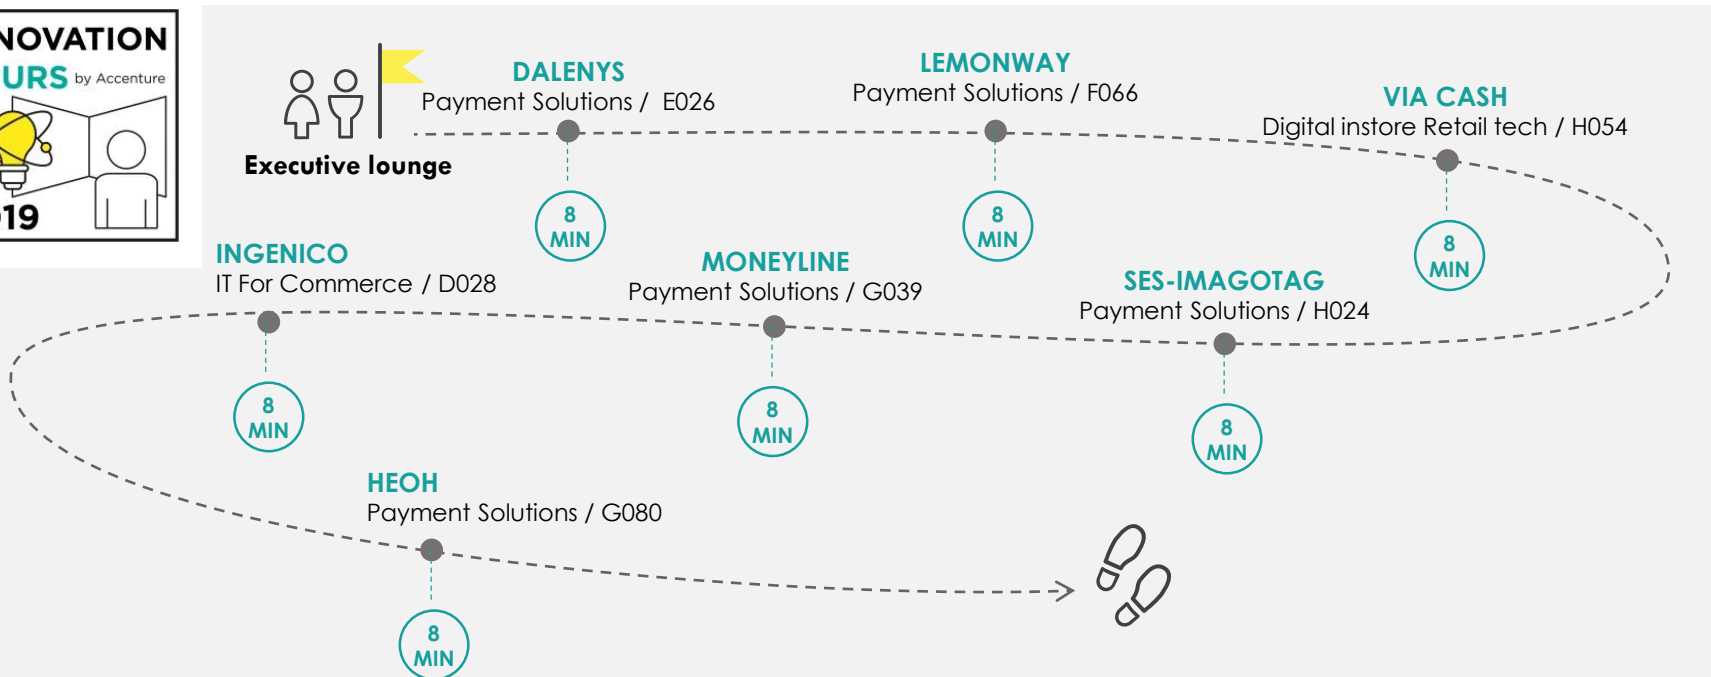 NOVATION
URS by Accenture
19
Executive lounge
DALENYS
Payment Solutions / E026
8
MIN
LEMONWAY
Payment Solutions / F066
8
MIN
VIA CASH
Digital instore Retail tech / H054
8
MIN
SES-IMAGOTAG
Payment Solutions / H024
8
MIN
MONEYLINE
Payment Solutions / G039
8
MIN
INGENICO
IT For Commerce / D028
8
MIN
HEOH
Payment Solutions / G080
8
MIN